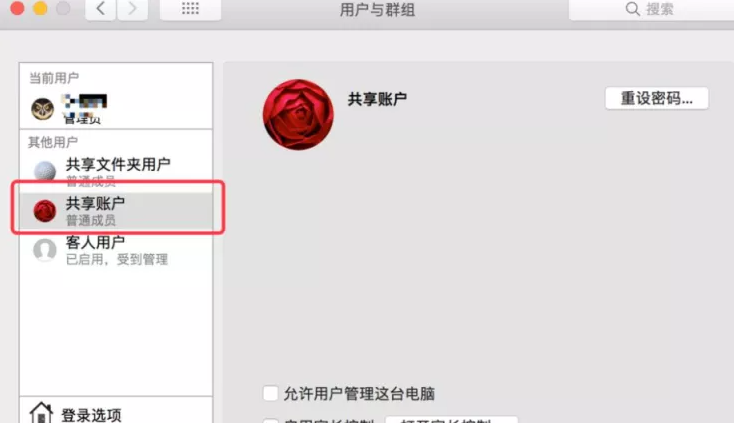 用户与群组
搜索
当前用户
管理员
其他用户
共享文件夹用户
普通成员
共享账户
普通成员
客人用户
已启用，受到管理
登录选项
共享账户
重设密码...
允许用户管理这台电脑